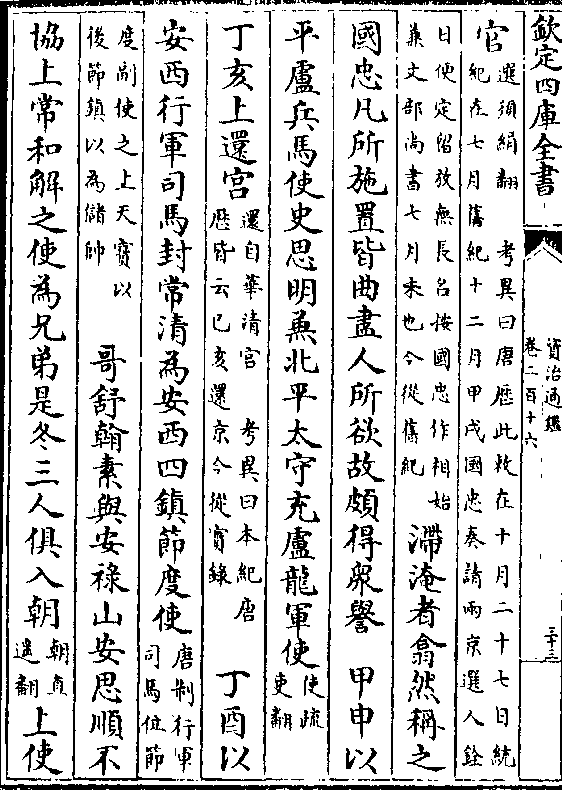 欽定四庫全書
資治通鑑
卷二百十六
三十三
官選須絹翻 考異曰唐歴此敕在十月二十七日統
紀在七月舊紀十二月甲戌國忠奏請兩京選人銓
日便定留放無長名按國忠作相始
兼文部尚書七月未也今從舊紀 滯淹者翕然稱之
國忠凡所施置皆曲盡人所欲故頗得衆譽 甲申以
平盧兵馬使史思明兼北平太守充盧龍軍使使疏
吏翻
丁亥上還宫還自華清宫 考異曰本紀唐
歴皆云已亥還京今從實録 丁酉以
安西行軍司馬封常清為安西四鎮節度使唐制行軍
司馬位節
度副使之上天寶以
後節鎮以為儲帥 哥舒翰素與安祿山安思順不
協上常和解之使為兄弟是冬三人俱入朝朝直
遥翻上使